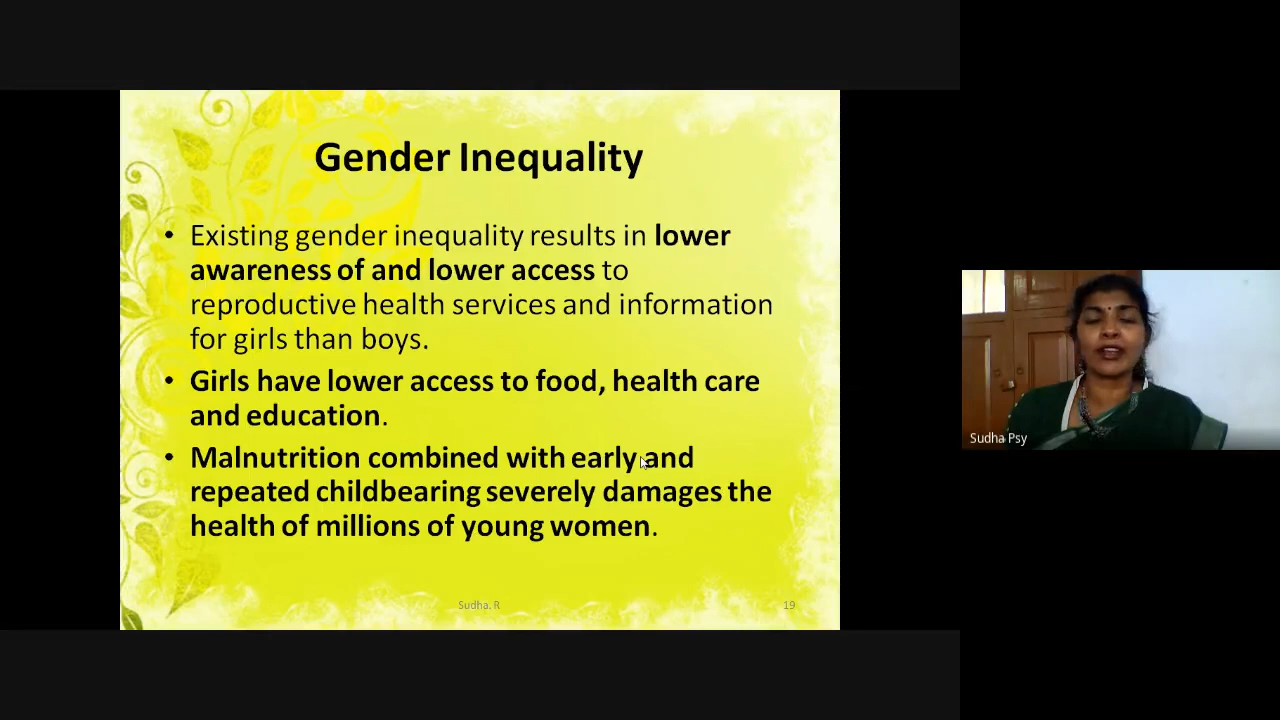 Gender Inequality
• Existing gender inequality results in lower
awareness of and lower access to
reproductive health services and information
for girls than boys.
• Girls have lower access to food, health care
and education.
• Malnutrition combined with early and
repeated childbearing severely damages the
health of millions of young women.
Sudha. R
19
Sudha Psy